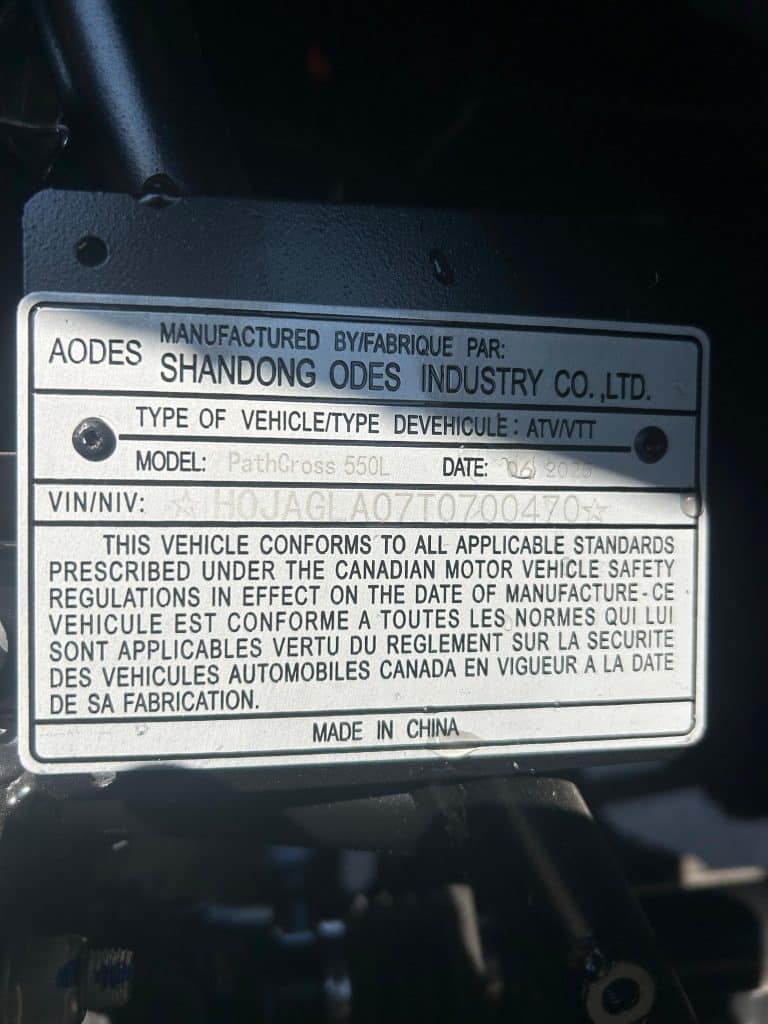 MANUFACTURED BY/FABRIQUE PAR:
AODES SHANDONG ODES INDUSTRY CO.,LTD.
TYPE OF VEHICLE/TYPE DEVEHICULE: ATV/VTT
MODEL: PathCross 550L DATE: 06 2025
VIN/NIV: ☆H0JAGLA07T0700470☆
THIS VEHICLE CONFORMS TO ALL APPLICABLE STANDARDS
PRESCRIBED UNDER THE CANADIAN MOTOR VEHICLE SAFETY
REGULATIONS IN EFFECT ON THE DATE OF MANUFACTURE-CE
VEHICULE EST CONFORME A TOUTES LES NORMES QUI LUI
SONT APPLICABLES VERTU DU REGLEMENT SUR LA SECURITE
DES VEHICULES AUTOMOBILES CANADA EN VIGUEUR A LA DATE
DE SA FABRICATION.
MADE IN CHINA